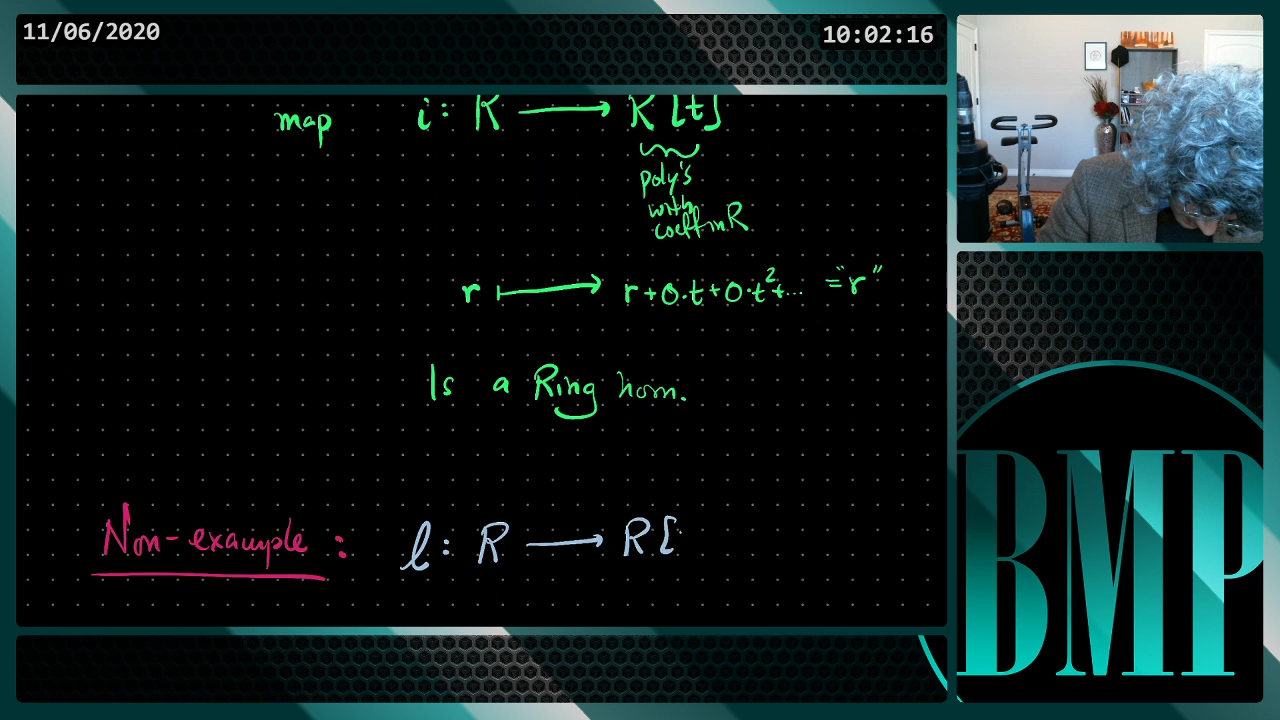 11/06/2020
10:02:16
map i: R ⟶ R[t]
poly's
with
coeff in R
r ⟼ r+0·t+0·t²+... = "r"
Is a Ring hom.
Non-example: l: R ⟶ R[
BMP